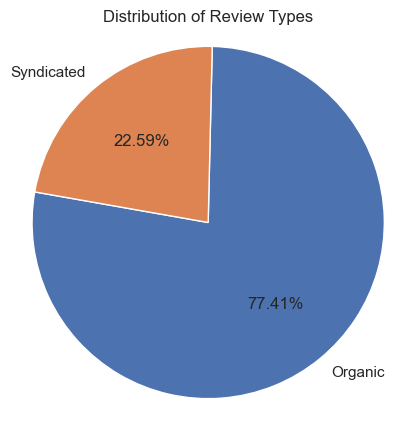 Distribution of Review Types
Syndicated
22.59%
77.41%
Organic